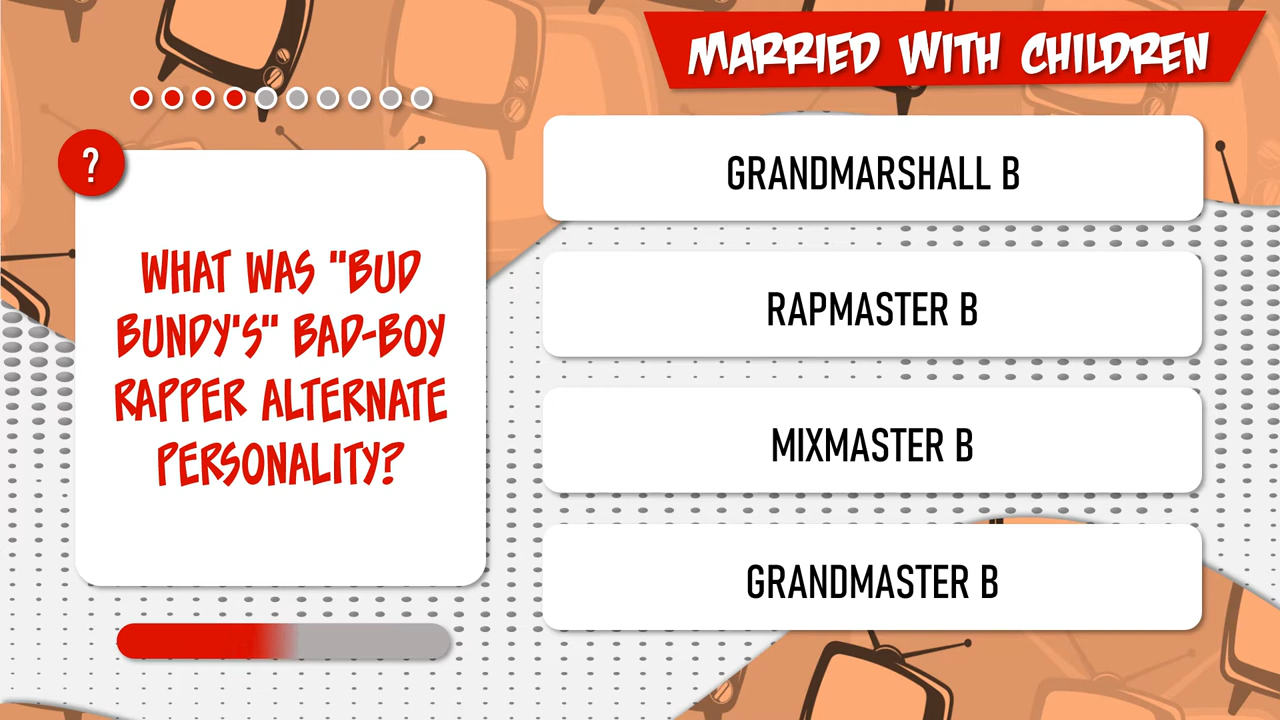 MARRIED WITH CHILDREN
?
WHAT WAS "BUD
BUNDY'S" BAD-BOY
RAPPER ALTERNATE
PERSONALITY?
GRANDMARSHALL B
RAPMASTER B
MIXMASTER B
GRANDMASTER B